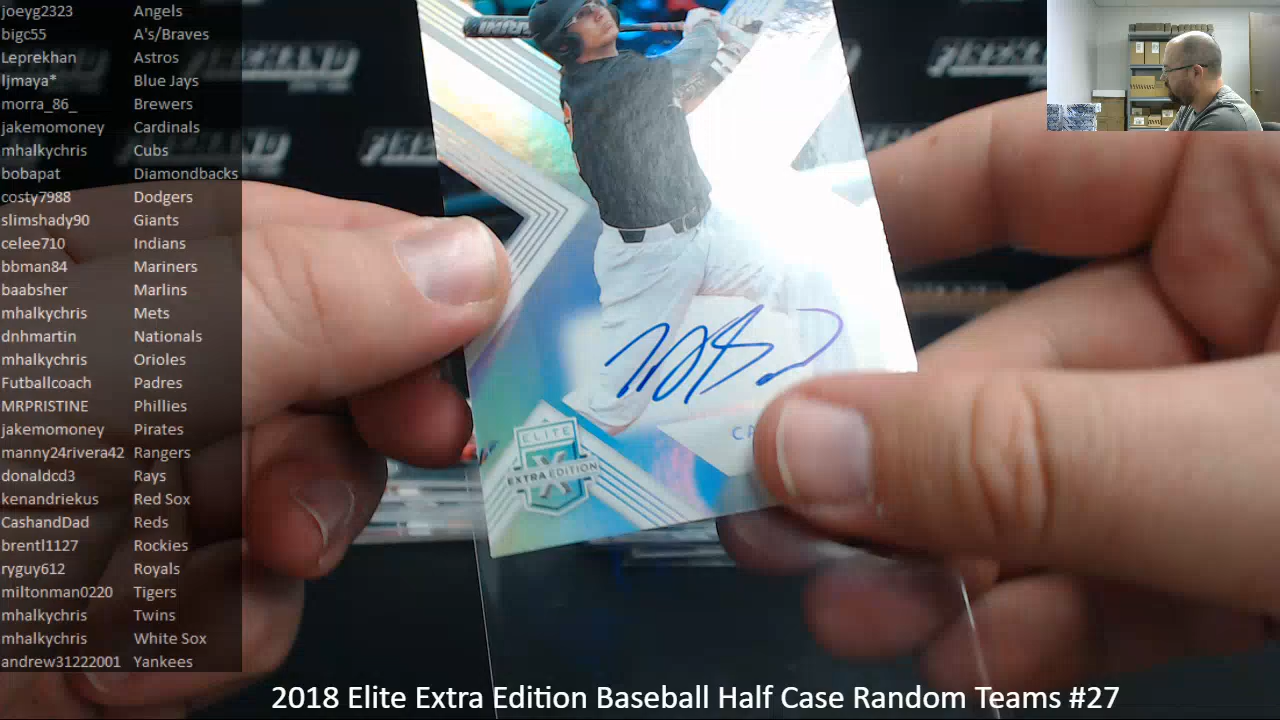 joeyg2323 Angels
bigc55 A's/Braves
Leprekhan Astros
ljmaya* Blue Jays
morra_86_ Brewers
jakemomoney Cardinals
mhalkychris Cubs
bobapat Diamondbacks
costy7988 Dodgers
slimshady90 Giants
celee710 Indians
bbman84 Mariners
baabsher Marlins
mhalkychris Mets
dnhmartin Nationals
mhalkychris Orioles
Futballcoach Padres
MRPRISTINE Phillies
jakemomoney Pirates
manny24rivera42 Rangers
donaldcd3 Rays
kenandriekus Red Sox
CashandDad Reds
brentl1127 Rockies
ryguy612 Royals
miltonman0220 Tigers
mhalkychris Twins
mhalkychris White Sox
andrew31222001 Yankees
ELITE
X
EXTRA EDITION
2018 Elite Extra Edition Baseball Half Case Random Teams #27